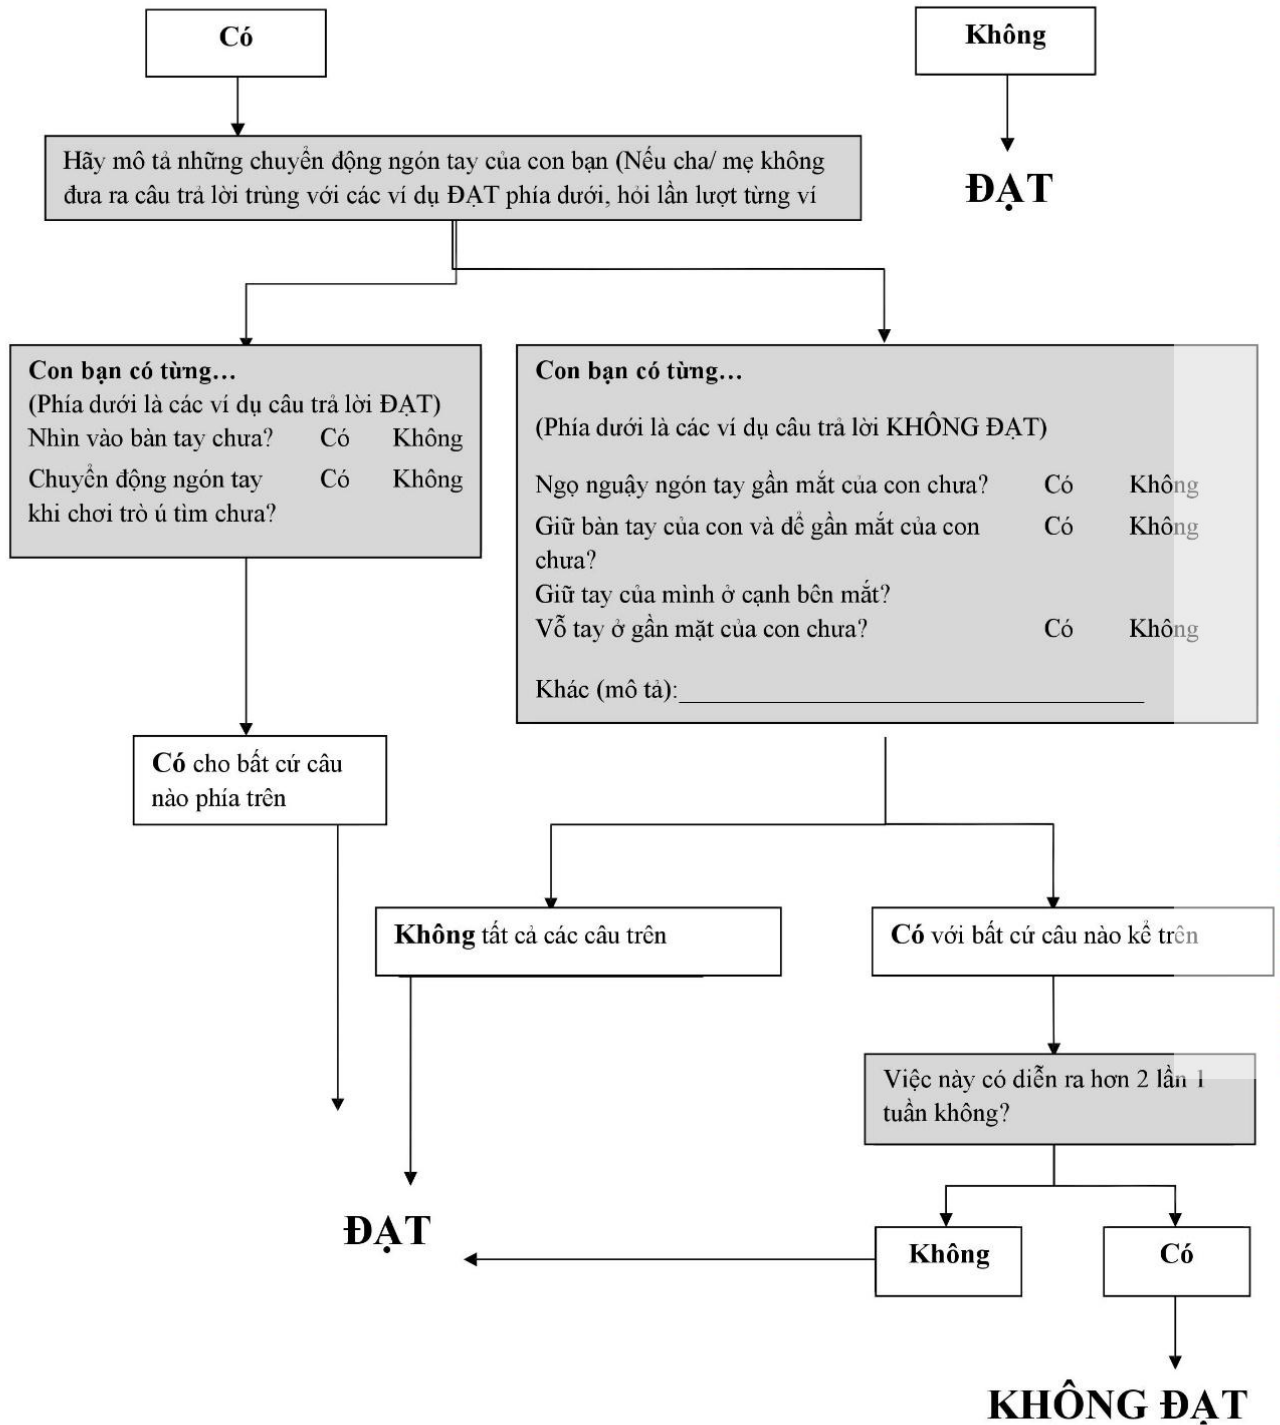 Có
Không
Hãy mô tả những chuyển động ngón tay của con bạn (Nếu cha/ mẹ không
đưa ra câu trả lời trùng với các ví dụ ĐẠT phía dưới, hỏi lần lượt từng ví
ĐẠT
Con bạn có từng...
(Phía dưới là các ví dụ câu trả lời ĐẠT)
Nhìn vào bàn tay chưa? Có Không
Chuyển động ngón tay Có Không
khi chơi trò ú tìm chưa?
Con bạn có từng...
(Phía dưới là các ví dụ câu trả lời KHÔNG ĐẠT)
Ngọ nguậy ngón tay gần mắt của con chưa? Có Không
Giữ bàn tay của con và để gần mắt của con Có Không
chưa?
Giữ tay của mình ở cạnh bên mắt?
Vỗ tay ở gần mặt của con chưa? Có Không
Khác (mô tả):
Có cho bất cứ câu
nào phía trên
Không tất cả các câu trên
Có với bất cứ câu nào kể trên
Việc này có diễn ra hơn 2 lần 1
tuần không?
ĐẠT
Không
Có
KHÔNG ĐẠT